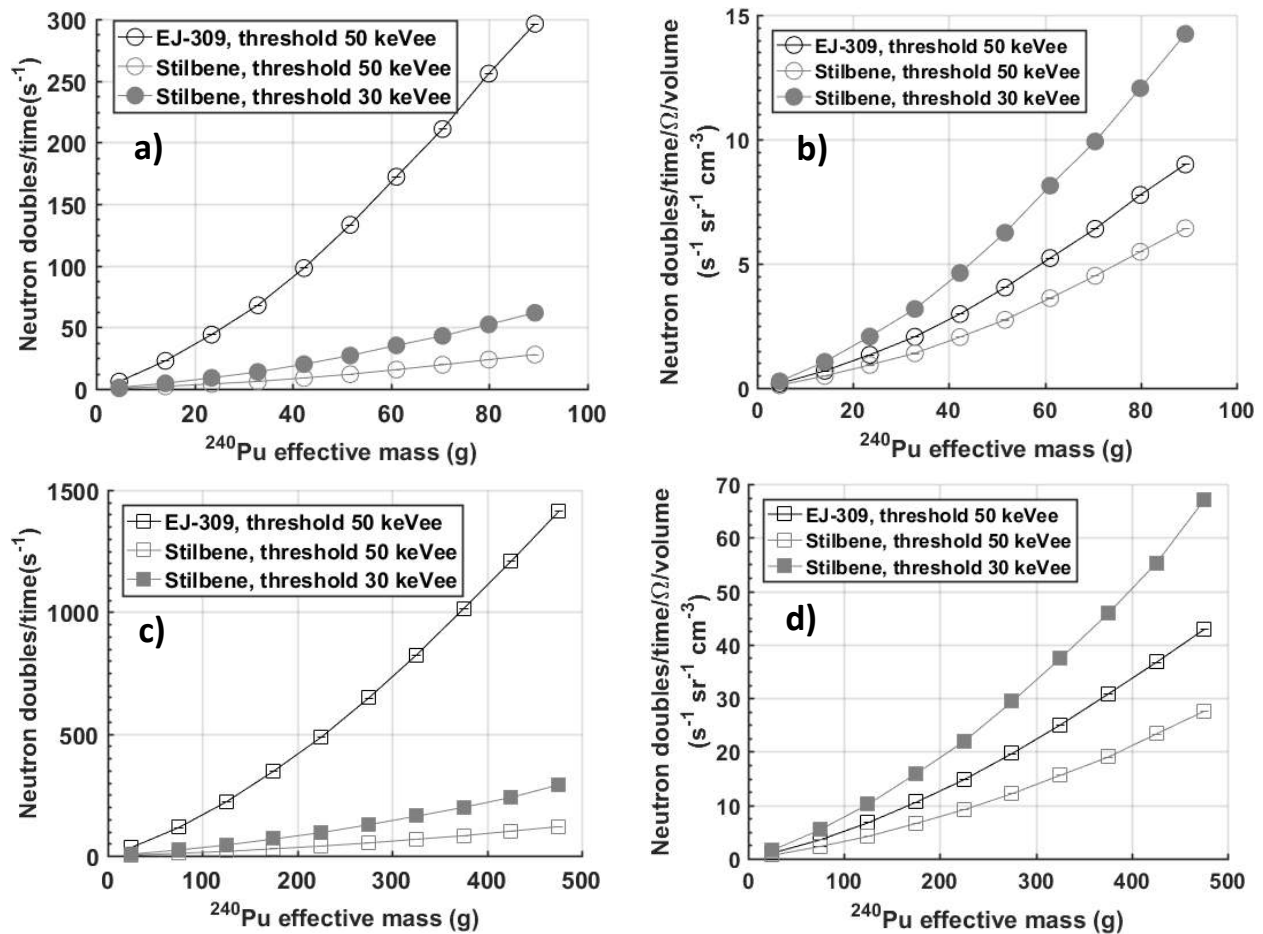 300
250
200
150
100
50
0
Neutron doubles/time(s⁻¹)
EJ-309, threshold 50 keVee
Stilbene, threshold 50 keVee
Stilbene, threshold 30 keVee
a)
0 20 40 60 80 100
²⁴⁰Pu effective mass (g)
15
10
5
0
Neutron doubles/time/Ω/volume
(s⁻¹ sr⁻¹ cm⁻³)
EJ-309, threshold 50 keVee
Stilbene, threshold 50 keVee
Stilbene, threshold 30 keVee
b)
0 20 40 60 80 100
²⁴⁰Pu effective mass (g)
1500
1000
500
0
Neutron doubles/time(s⁻¹)
EJ-309, threshold 50 keVee
Stilbene, threshold 50 keVee
Stilbene, threshold 30 keVee
c)
0 100 200 300 400 500
²⁴⁰Pu effective mass (g)
70
60
50
40
30
20
10
0
Neutron doubles/time/Ω/volume
(s⁻¹ sr⁻¹ cm⁻³)
EJ-309, threshold 50 keVee
Stilbene, threshold 50 keVee
Stilbene, threshold 30 keVee
d)
0 100 200 300 400 500
²⁴⁰Pu effective mass (g)